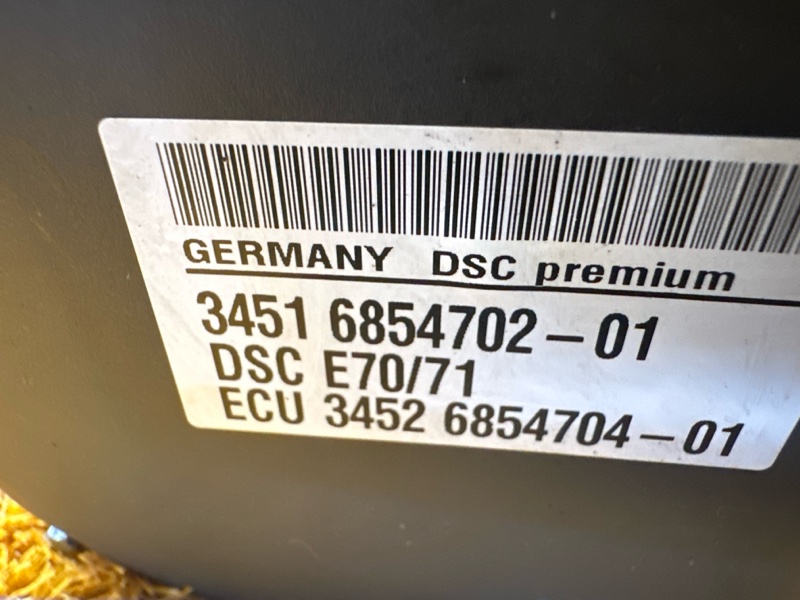 GERMANY DSC premium
3451 6854702-01
DSC E70/71
ECU 3452 6854704-01